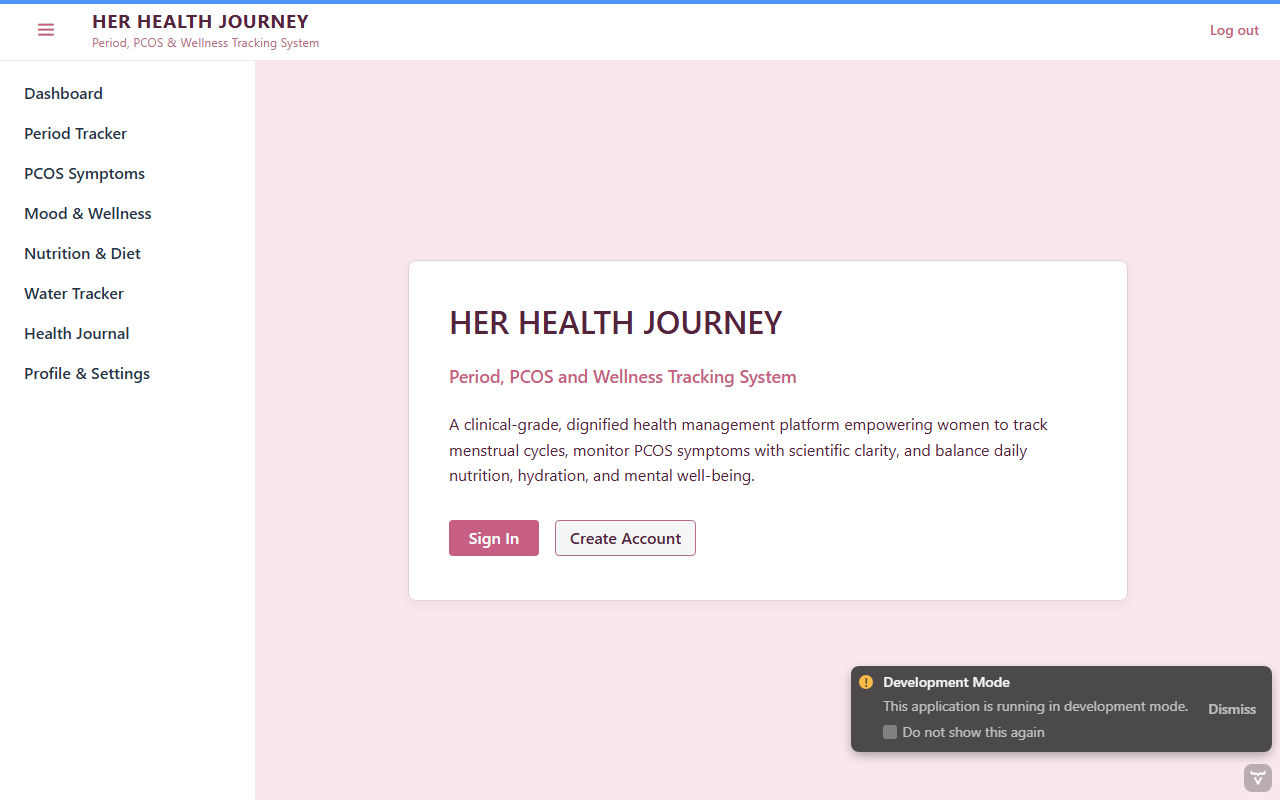 HER HEALTH JOURNEY
Period, PCOS & Wellness Tracking System
Log out
Dashboard
Period Tracker
PCOS Symptoms
Mood & Wellness
Nutrition & Diet
Water Tracker
Health Journal
Profile & Settings
HER HEALTH JOURNEY
Period, PCOS and Wellness Tracking System
A clinical-grade, dignified health management platform empowering women to track
menstrual cycles, monitor PCOS symptoms with scientific clarity, and balance daily
nutrition, hydration, and mental well-being.
Sign In
Create Account
Development Mode
This application is running in development mode.
Dismiss
Do not show this again